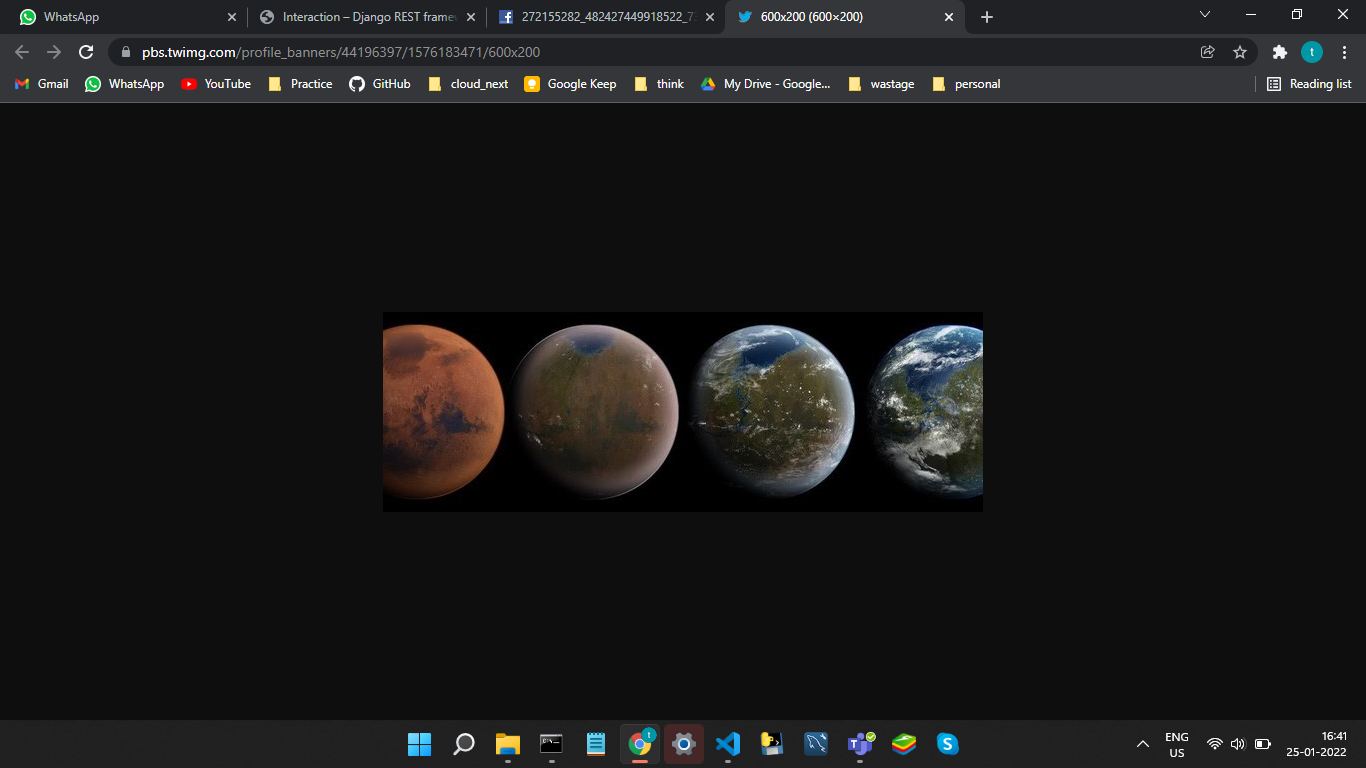 WhatsApp
Interaction – Django REST frame
272155282_482427449918522_7
600x200 (600×200)
pbs.twimg.com/profile_banners/44196397/1576183471/600x200
t
Gmail
WhatsApp
YouTube
Practice
GitHub
cloud_next
Google Keep
think
My Drive - Google...
wastage
personal
Reading list
t
ENG
US
16:41
25-01-2022